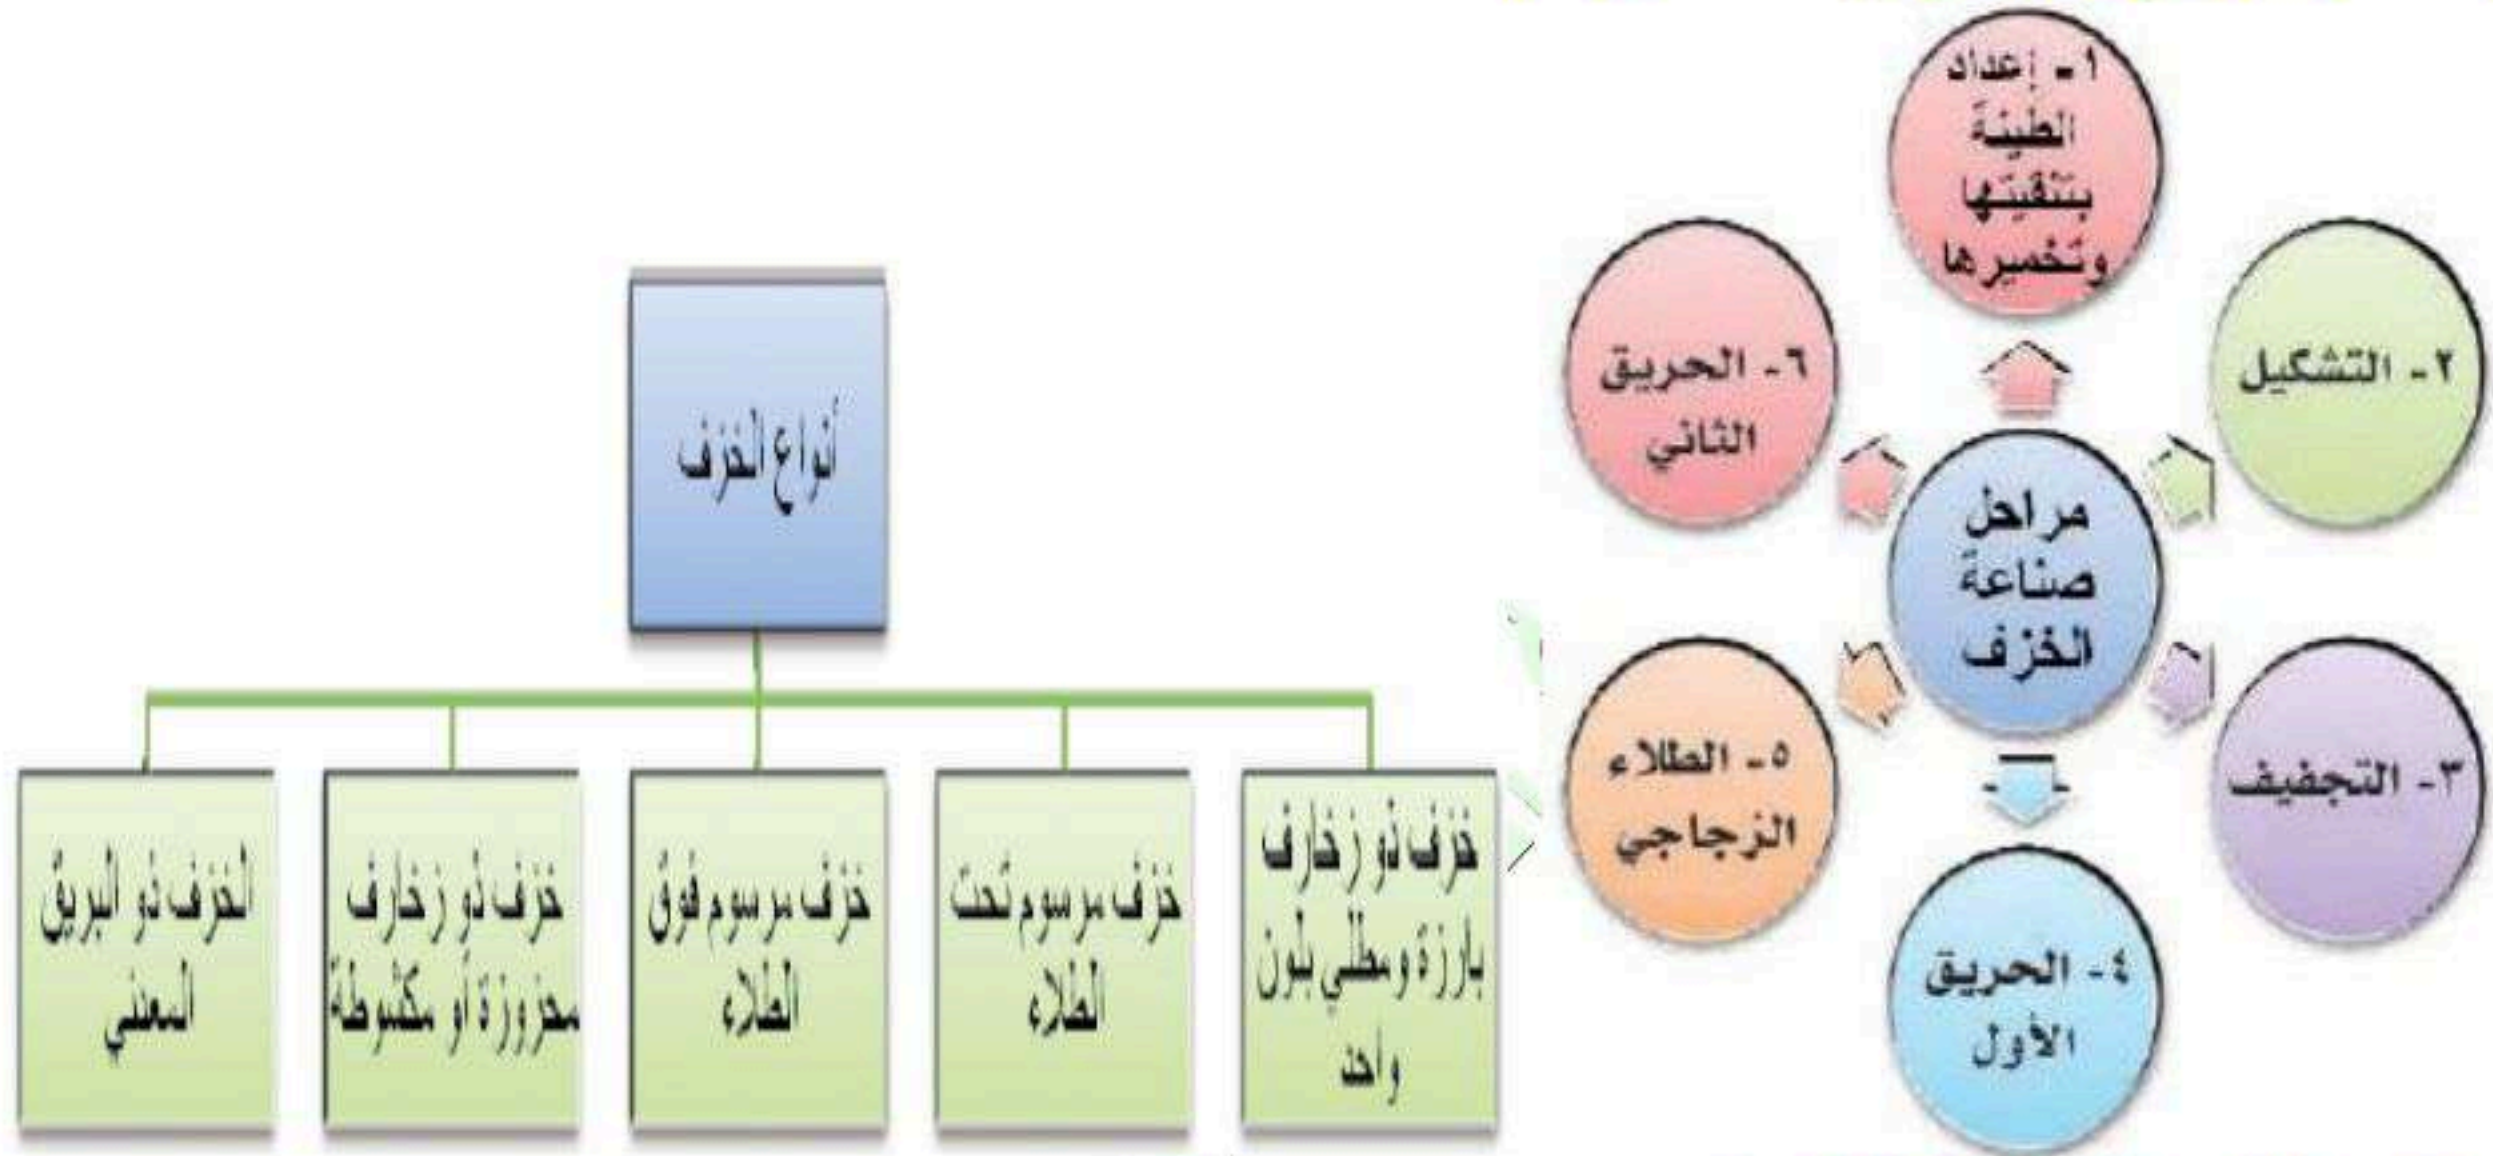 ١- إعداد
الطينة
بتنقيتها
وتخميرها
٢- التشكيل
٣- التجفيف
٤- الحريق
الأول
٥- الطلاء
الزجاجي
٦- الحريق
الثاني
مراحل
صناعة
الخزف
أنواع الخزف
خزف ذو زخارف
بارزة ومطلي بلون
واحد
خزف مرسوم تحت
الطلاء
خزف مرسوم فوق
الطلاء
خزف ذو زخارف
محزوزة أو مكشوطة
الخزف ذو البريق
المعدني